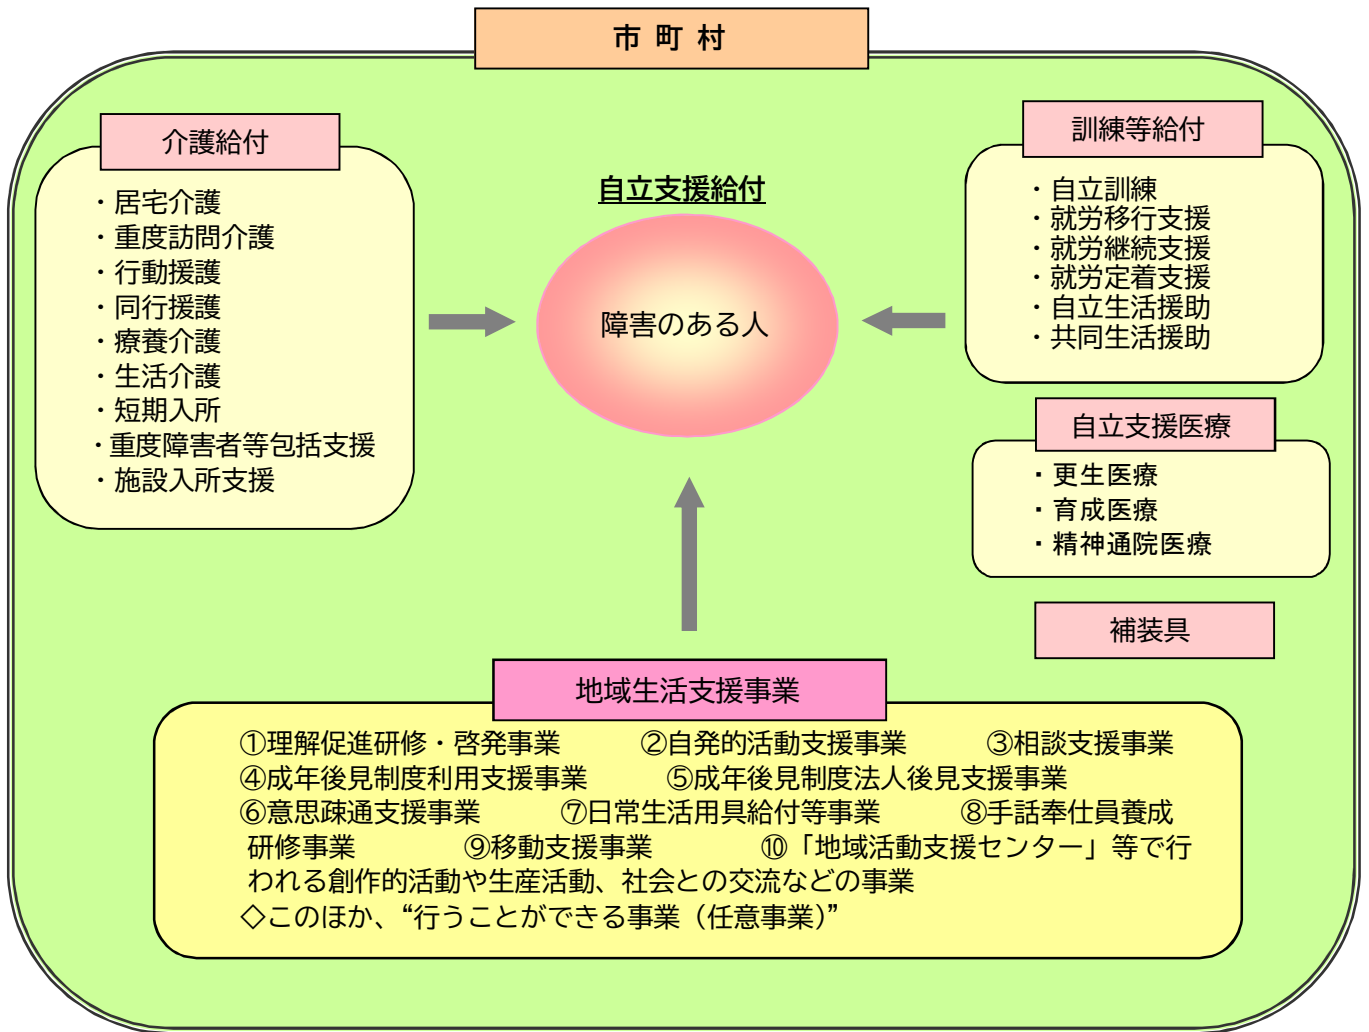 市 町 村
介護給付
・居宅介護
・重度訪問介護
・行動援護
・同行援護
・療養介護
・生活介護
・短期入所
・重度障害者等包括支援
・施設入所支援
自立支援給付
障害のある人
訓練等給付
・自立訓練
・就労移行支援
・就労継続支援
・就労定着支援
・自立生活援助
・共同生活援助
自立支援医療
・更生医療
・育成医療
・精神通院医療
補装具
地域生活支援事業
①理解促進研修・啓発事業　　　②自発的活動支援事業　　　③相談支援事業
④成年後見制度利用支援事業　　　⑤成年後見制度法人後見支援事業
⑥意思疎通支援事業　　　⑦日常生活用具給付等事業　　　⑧手話奉仕員養成
研修事業　　　　⑨移動支援事業　　　　⑩「地域活動支援センター」等で行
われる創作的活動や生産活動、社会との交流などの事業
◇このほか、“行うことができる事業（任意事業）”